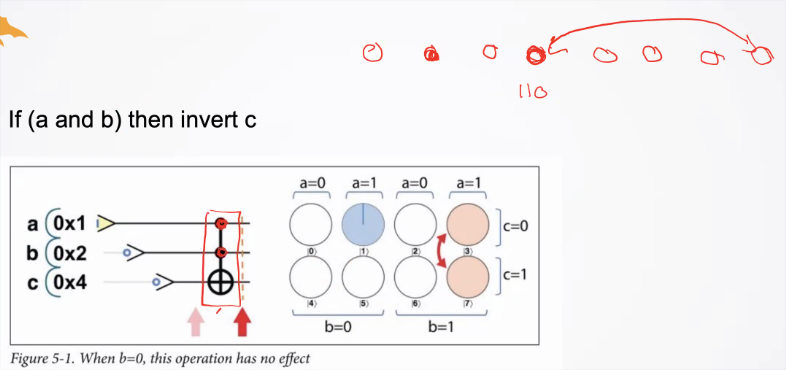 110
If (a and b) then invert c
a=0 a=1 a=0 a=1
a 0x1
b 0x2
c 0x4
c=0
c=1
|0⟩ |1⟩ |2⟩ |3⟩
|4⟩ |5⟩ |6⟩ |7⟩
b=0 b=1
Figure 5-1. When b=0, this operation has no effect